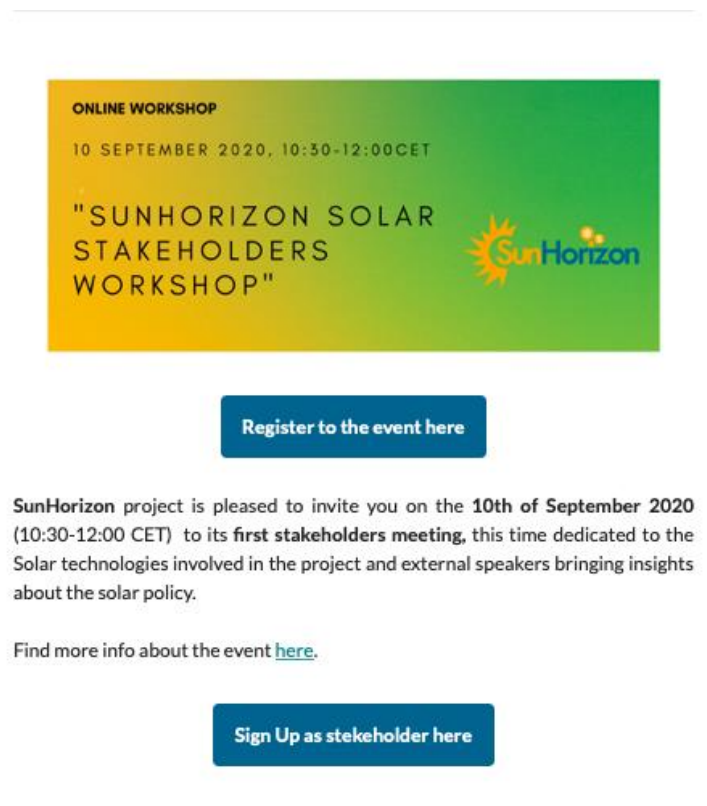 ONLINE WORKSHOP
10 SEPTEMBER 2020, 10:30-12:00CET
"SUNHORIZON SOLAR
STAKEHOLDERS
WORKSHOP"
SunHorizon
Register to the event here
SunHorizon project is pleased to invite you on the 10th of September 2020
(10:30-12:00 CET) to its first stakeholders meeting, this time dedicated to the
Solar technologies involved in the project and external speakers bringing insights
about the solar policy.
Find more info about the event here.
Sign Up as stekeholder here